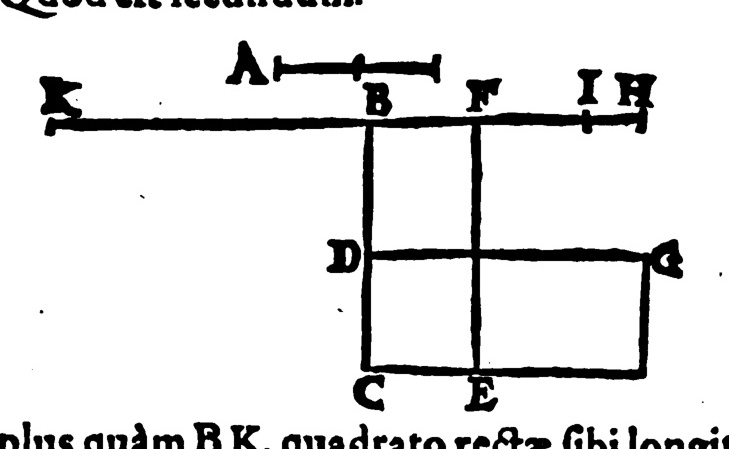 Quod est secundum.
A
K B F I H
D G
C E
plus quàm B K, quadrato rectæ sibi longit